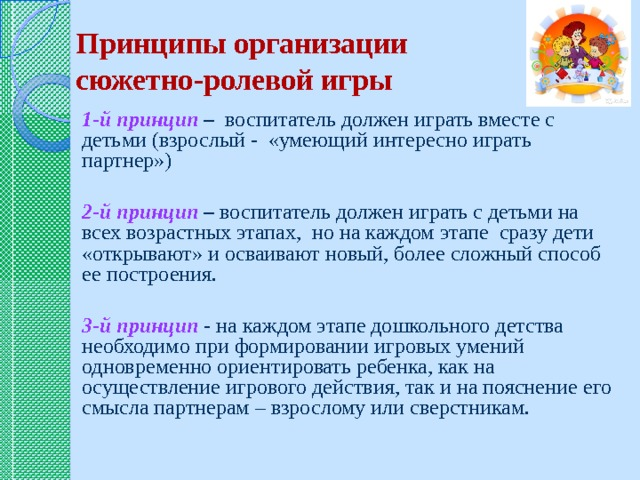 Принципы организации
сюжетно-ролевой игры
1-й принцип – воспитатель должен играть вместе с
детьми (взрослый - «умеющий интересно играть
партнер»)
2-й принцип – воспитатель должен играть с детьми на
всех возрастных этапах, но на каждом этапе сразу дети
«открывают» и осваивают новый, более сложный способ
ее построения.
3-й принцип - на каждом этапе дошкольного детства
необходимо при формировании игровых умений
одновременно ориентировать ребенка, как на
осуществление игрового действия, так и на пояснение его
смысла партнерам – взрослому или сверстникам.